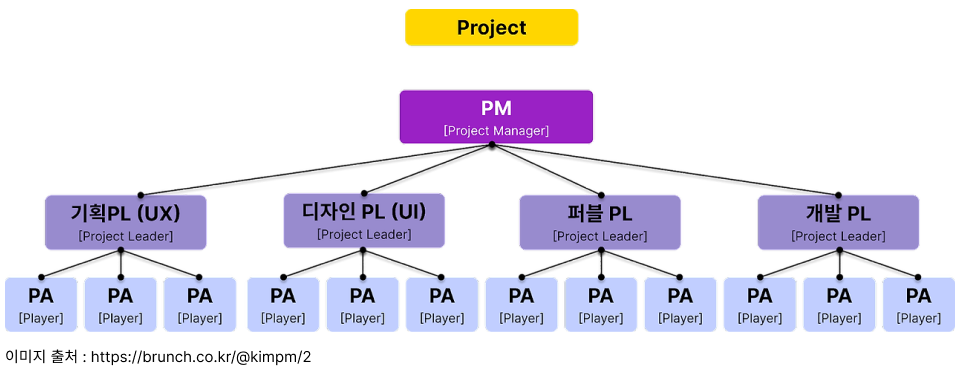 Project
PM
[Project Manager]
기획PL (UX)
[Project Leader]
디자인 PL (UI)
[Project Leader]
퍼블 PL
[Project Leader]
개발 PL
[Project Leader]
PA
[Player]
PA
[Player]
PA
[Player]
PA
[Player]
PA
[Player]
PA
[Player]
PA
[Player]
PA
[Player]
PA
[Player]
PA
[Player]
PA
[Player]
PA
[Player]
이미지 출처 : https://brunch.co.kr/@kimpm/2